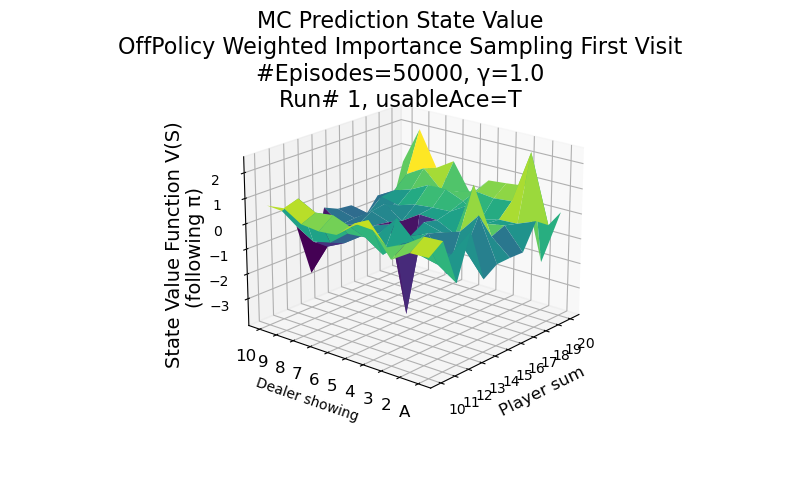 MC Prediction State Value
OffPolicy Weighted Importance Sampling First Visit
#Episodes=50000, γ=1.0
Run# 1, usableAce=T
State Value Function V(S)
(following π)
2
1
0
−1
−2
−3
10 9 8 7 6 5 4 3 2 A
Dealer showing
10 11 12 13 14 15 16 17 18 19 20
Player sum